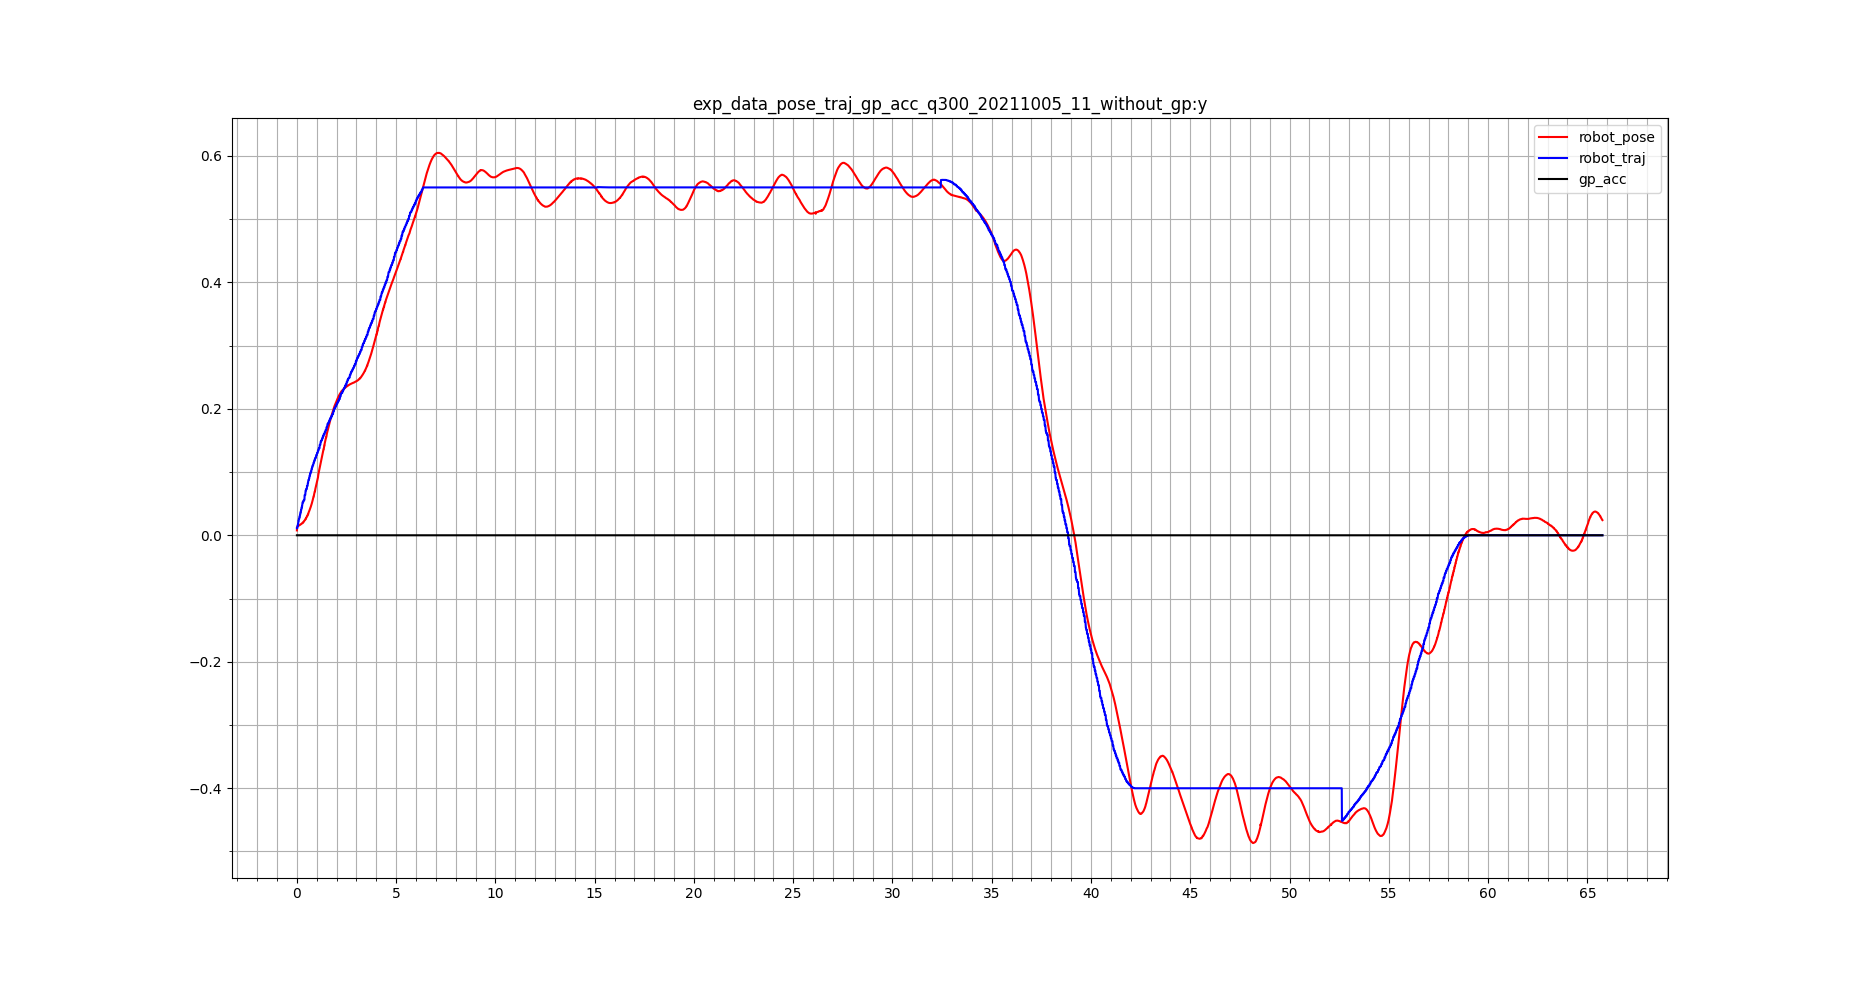 exp_data_pose_traj_gp_acc_q300_20211005_11_without_gp:y
robot_pose
robot_traj
gp_acc
0.6
0.4
0.2
0.0
−0.2
−0.4
0 5 10 15 20 25 30 35 40 45 50 55 60 65